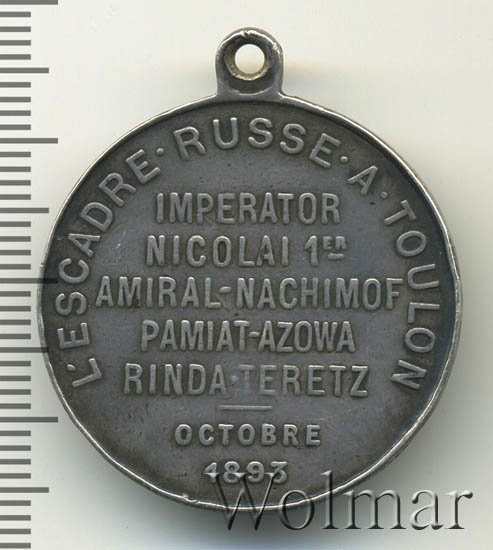 L'ESCADRE · RUSSE · A · TOULON
IMPERATOR
NICOLAI 1ER
AMIRAL-NACHIMOF
PAMIAT-AZOWA
RINDA·TERETZ
OCTOBRE
1893
Wolmar